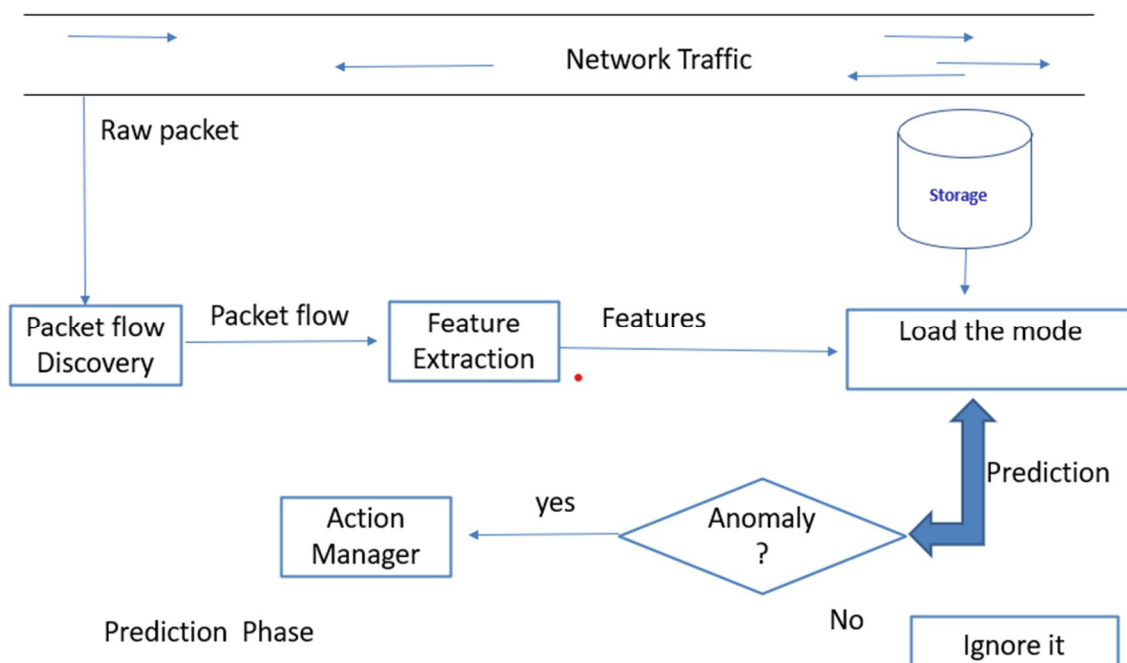 Network Traffic
Raw packet
Storage
Packet flow
Discovery
Packet flow
Feature
Extraction
Features
Load the mode
Prediction
Anomaly
?
yes
Action
Manager
No
Ignore it
Prediction Phase